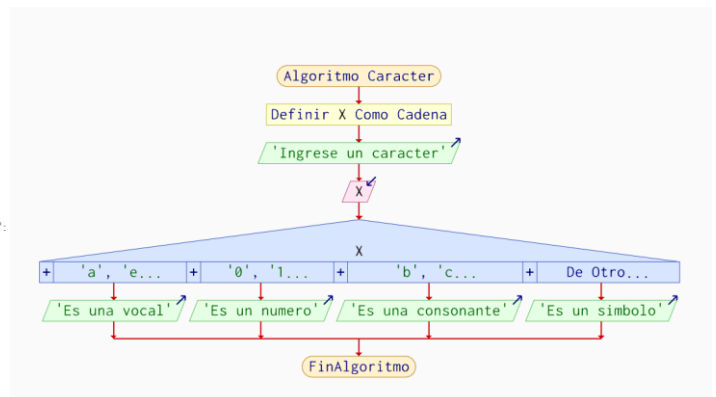 Algoritmo Caracter
Definir X Como Cadena
'Ingrese un caracter'
X
X
+ 'a', 'e... + '0', '1... + 'b', 'c... + De Otro...
'Es una vocal' 'Es un numero' 'Es una consonante' 'Es un simbolo'
FinAlgoritmo